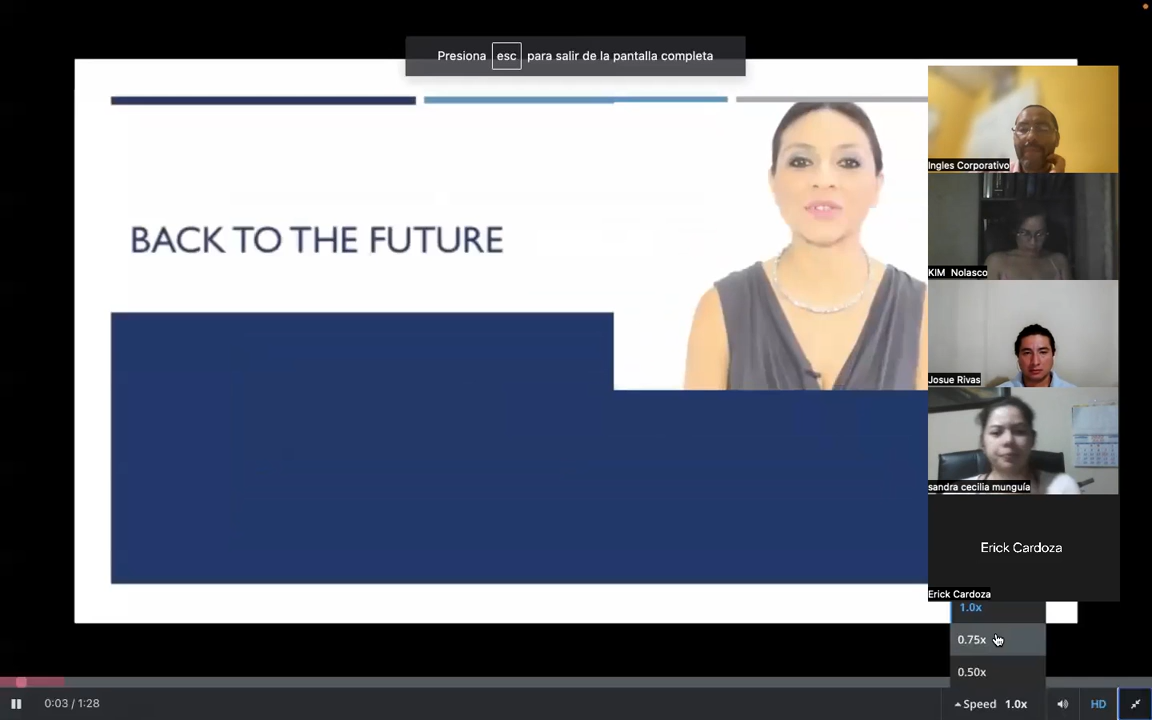 Presiona esc para salir de la pantalla completa
BACK TO THE FUTURE
Ingles Corporativo
KIM Nolasco
Josue Rivas
sandra cecilia munguía
Erick Cardoza
Erick Cardoza
1.0x
0.75x
0.50x
0:03 / 1:28
Speed 1.0x
HD